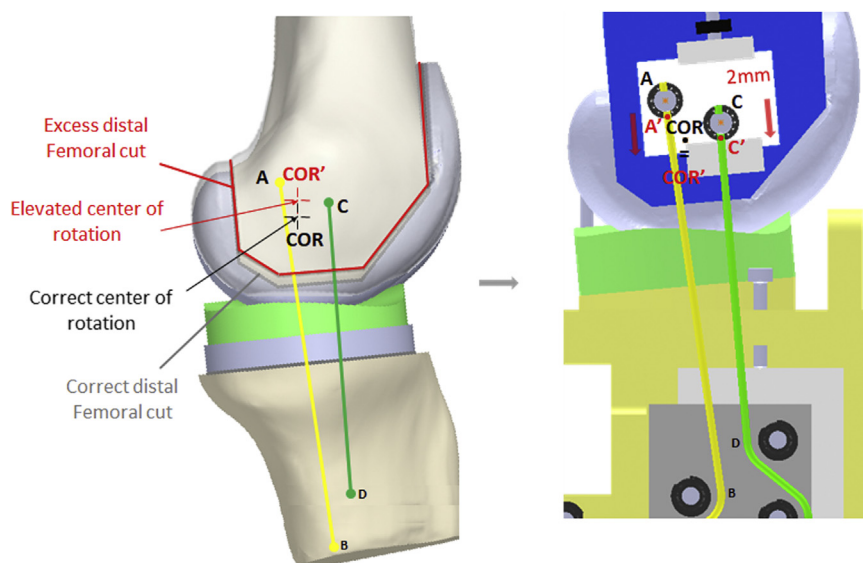 Excess distal
Femoral cut
A
COR'
Elevated center of
rotation
C
COR
Correct center of
rotation
Correct distal
Femoral cut
D
B
A
2mm
C
A'
COR
C'
=
COR'
D
B